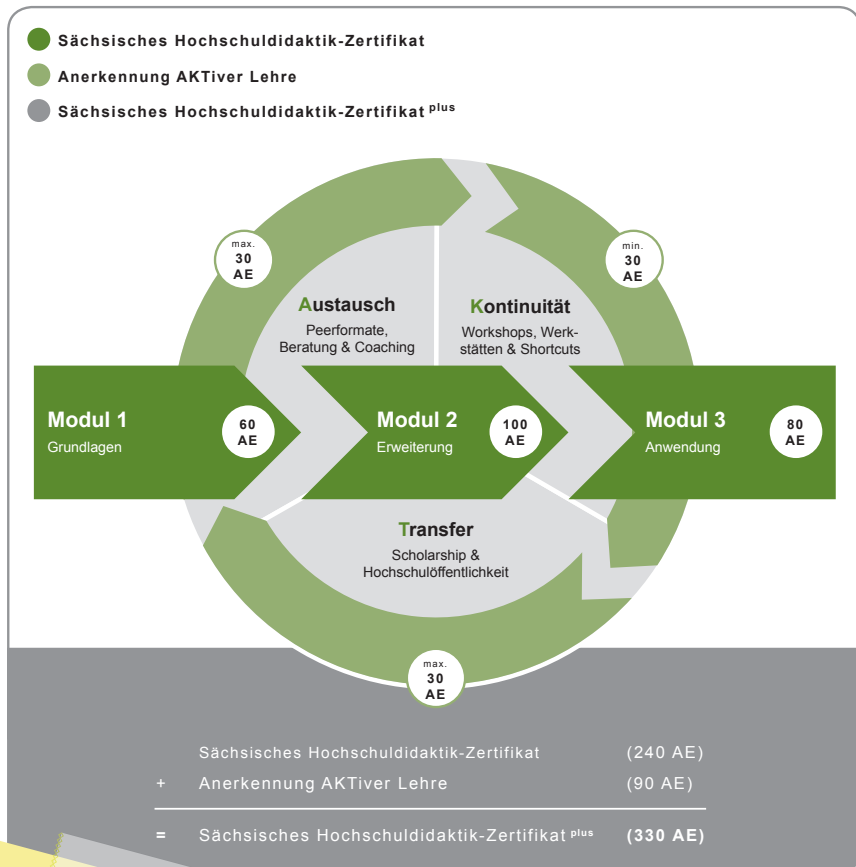 Sächsisches Hochschuldidaktik-Zertifikat
Anerkennung AKTiver Lehre
Sächsisches Hochschuldidaktik-Zertifikat plus
max.
30
AE
min.
30
AE
Austausch
Peerformate,
Beratung & Coaching
Kontinuität
Workshops, Werk-
stätten & Shortcuts
Modul 1
Grundlagen
60
AE
Modul 2
Erweiterung
100
AE
Modul 3
Anwendung
80
AE
Transfer
Scholarship &
Hochschulöffentlichkeit
max.
30
AE
Sächsisches Hochschuldidaktik-Zertifikat (240 AE)
+ Anerkennung AKTiver Lehre (90 AE)
= Sächsisches Hochschuldidaktik-Zertifikat plus (330 AE)